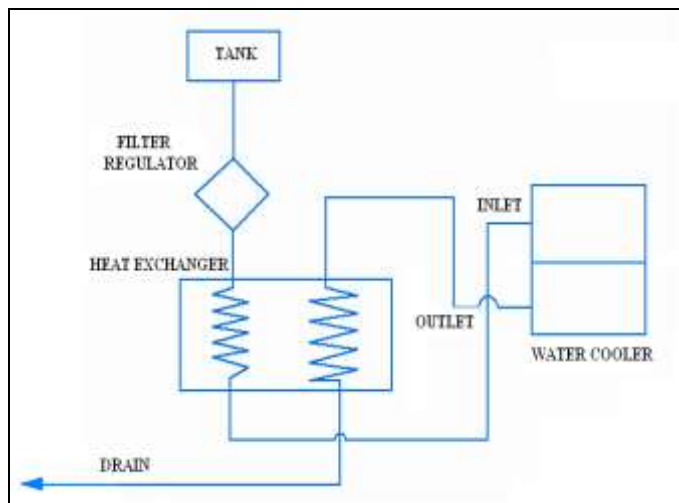 TANK
FILTER
REGULATOR
INLET
HEAT EXCHANGER
OUTLET
WATER COOLER
DRAIN